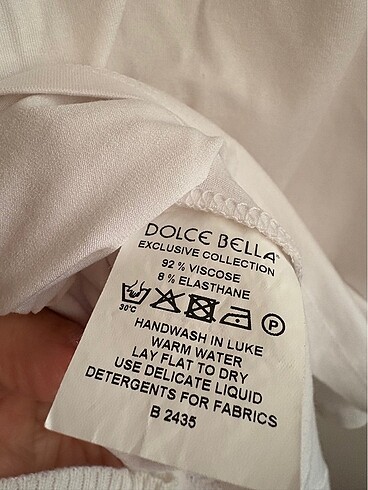 DOLCE BELLA
EXCLUSIVE COLLECTION
92 % VISCOSE
8 % ELASTHANE
30°C P
HANDWASH IN LUKE
WARM WATER
LAY FLAT TO DRY
USE DELICATE LIQUID
DETERGENTS FOR FABRICS
B 2435